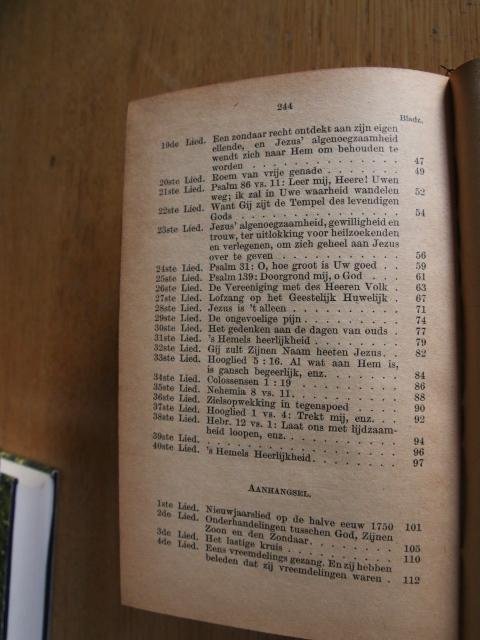 244
Bladz.
19de Lied. Een zondaar recht ontdekt aan zijn eigen
ellende, en Jezus' algenoegzaamheid
wendt zich naar Hem om behouden te
worden . . . . . . . . . . . 47
20ste Lied. Roem van vrije genade . . . . . . 49
21ste Lied. Psalm 86 vs. 11: Leer mij, Heere! Uwen
weg; ik zal in Uwe waarheid wandelen 52
22ste Lied. Want Gij zijt de Tempel des levendigen
Gods . . . . . . . . . . . . 54
23ste Lied. Jezus' algenoegzaamheid, gewilligheid en
trouw, ter uitlokking voor heilzoekenden
en verlegenen, om zich geheel aan Jezus
over te geven . . . . . . . . . 56
24ste Lied. Psalm 31: O, hoe groot is Uw goed . . 59
25ste Lied. Psalm 139: Doorgrond mij, o God . . 61
26ste Lied. De Vereeniging met des Heeren Volk . 63
27ste Lied. Lofzang op het Geestelijk Huwelijk . 67
28ste Lied. Jezus is 't alleen . . . . . . . . 71
29ste Lied. De ongevoelige pijn . . . . . . . 74
30ste Lied. Het gedenken aan de dagen van ouds 77
31ste Lied. 's Hemels heerlijkheid . . . . . . 79
32ste Lied. Gij zult Zijnen Naam heeten Jezus . . 82
33ste Lied. Hooglied 5 : 16. Al wat aan Hem is,
is gansch begeerlijk, enz. . . . . . 84
34ste Lied. Colossensen 1 : 19 . . . . . . . 86
35ste Lied. Nehemia 8 vs. 11. . . . . . . . 88
36ste Lied. Zielsopwekking in tegenspoed . . . 90
37ste Lied. Hooglied 1 vs. 4: Trekt mij, enz. . . 92
38ste Lied. Hebr. 12 vs. 1: Laat ons met lijdzaam-
heid loopen, enz. . . . . . . . . 94
39ste Lied. . . . . . . . . . . . . 96
40ste Lied. 's Hemels Heerlijkheid. . . . . . . 97
AANHANGSEL.
1ste Lied. Nieuwjaarslied op de halve eeuw 1750 101
2de Lied. Onderhandelingen tusschen God, Zijnen
Zoon en den Zondaar . . . . . . . 105
3de Lied. Het lastige kruis . . . . . . . . 110
4de Lied. Eens vreemdelings gezang. En zij hebben
beleden dat zij vreemdelingen waren . 112